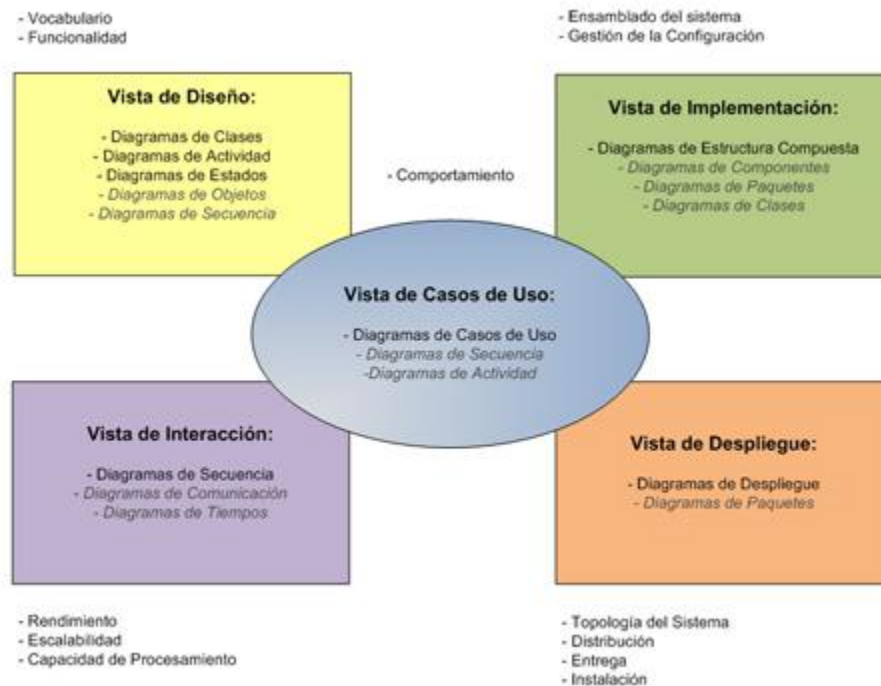 - Vocabulario
- Funcionalidad
- Ensamblado del sistema
- Gestión de la Configuración
Vista de Diseño:
- Diagramas de Clases
- Diagramas de Actividad
- Diagramas de Estados
- Diagramas de Objetos
- Diagramas de Secuencia
- Comportamiento
Vista de Implementación:
- Diagramas de Estructura Compuesta
- Diagramas de Componentes
- Diagramas de Paquetes
- Diagramas de Clases
Vista de Casos de Uso:
- Diagramas de Casos de Uso
- Diagramas de Secuencia
-Diagramas de Actividad
Vista de Interacción:
- Diagramas de Secuencia
- Diagramas de Comunicación
- Diagramas de Tiempos
Vista de Despliegue:
- Diagramas de Despliegue
- Diagramas de Paquetes
- Rendimiento
- Escalabilidad
- Capacidad de Procesamiento
- Topología del Sistema
- Distribución
- Entrega
- Instalación